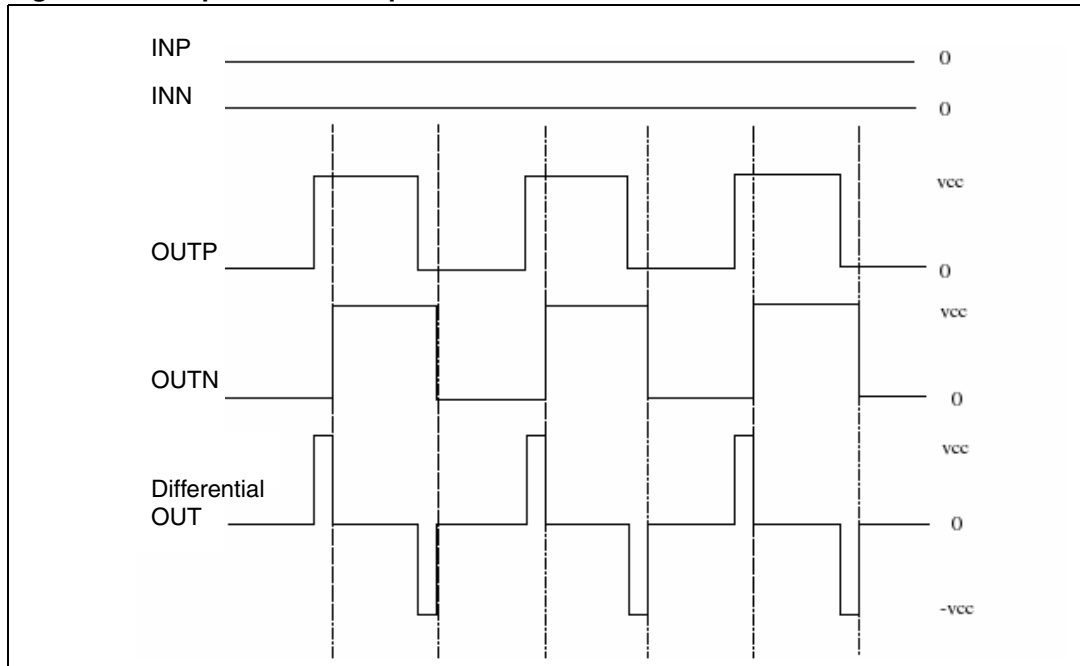 INP
0
INN
0
vcc
OUTP
0
vcc
OUTN
0
vcc
Differential
OUT
0
-vcc